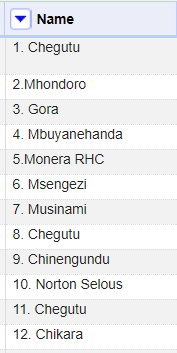 Name
1. Chegutu
2.Mhondoro
3. Gora
4. Mbuyanehanda
5.Monera RHC
6. Msengezi
7. Musinami
8. Chegutu
9. Chinengundu
10. Norton Selous
11. Chegutu
12. Chikara